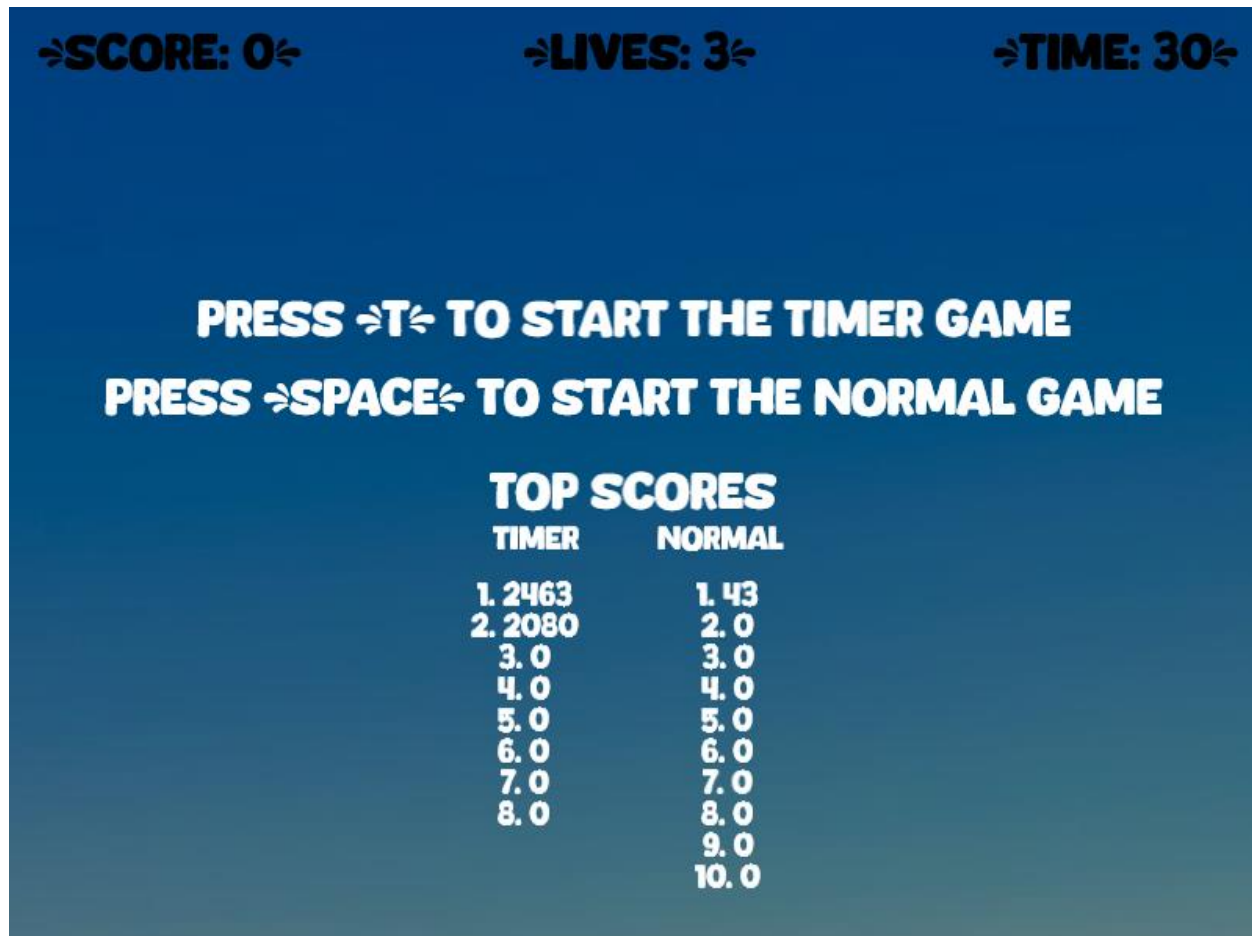 SCORE: 0 LIVES: 3 TIME: 30
PRESS T TO START THE TIMER GAME
PRESS SPACE TO START THE NORMAL GAME
TOP SCORES
TIMER NORMAL
1. 2463 1. 43
2. 2080 2. 0
3. 0 3. 0
4. 0 4. 0
5. 0 5. 0
6. 0 6. 0
7. 0 7. 0
8. 0 8. 0
9. 0
10. 0